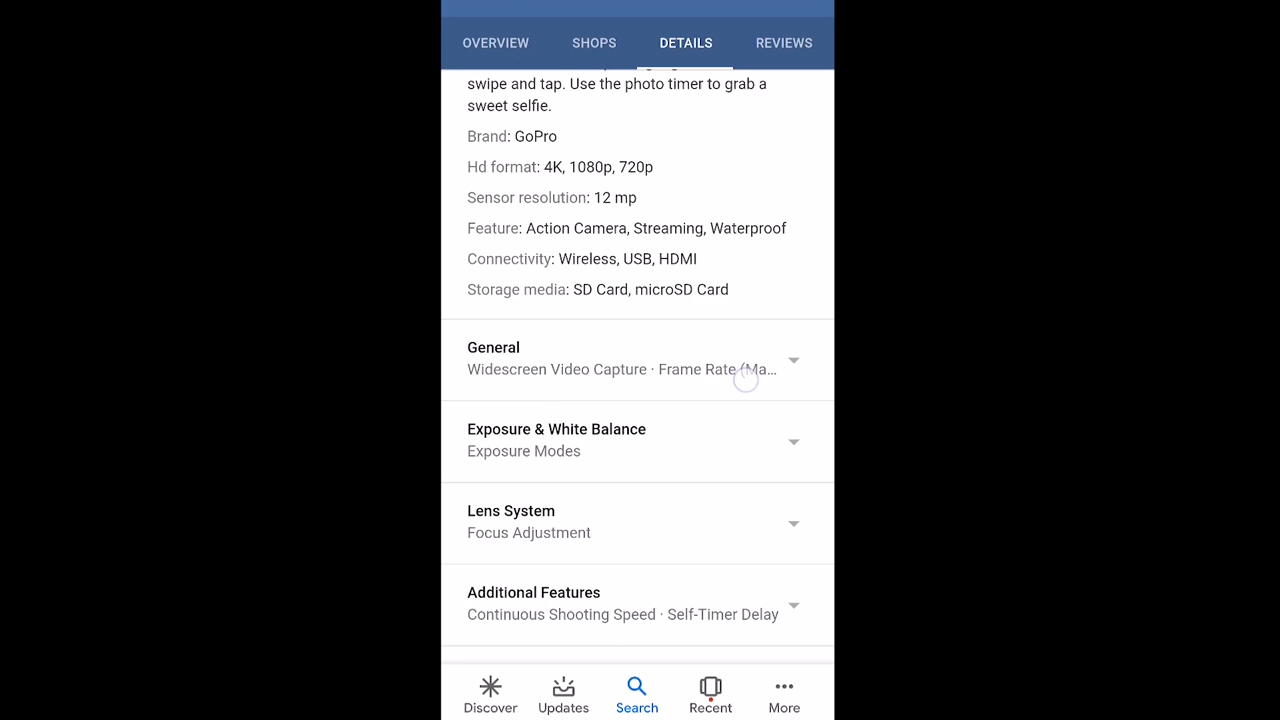 OVERVIEW SHOPS DETAILS REVIEWS
swipe and tap. Use the photo timer to grab a
sweet selfie.
Brand: GoPro
Hd format: 4K, 1080p, 720p
Sensor resolution: 12 mp
Feature: Action Camera, Streaming, Waterproof
Connectivity: Wireless, USB, HDMI
Storage media: SD Card, microSD Card
General
Widescreen Video Capture · Frame Rate (Ma...
Exposure & White Balance
Exposure Modes
Lens System
Focus Adjustment
Additional Features
Continuous Shooting Speed · Self-Timer Delay
Discover Updates Search Recent More